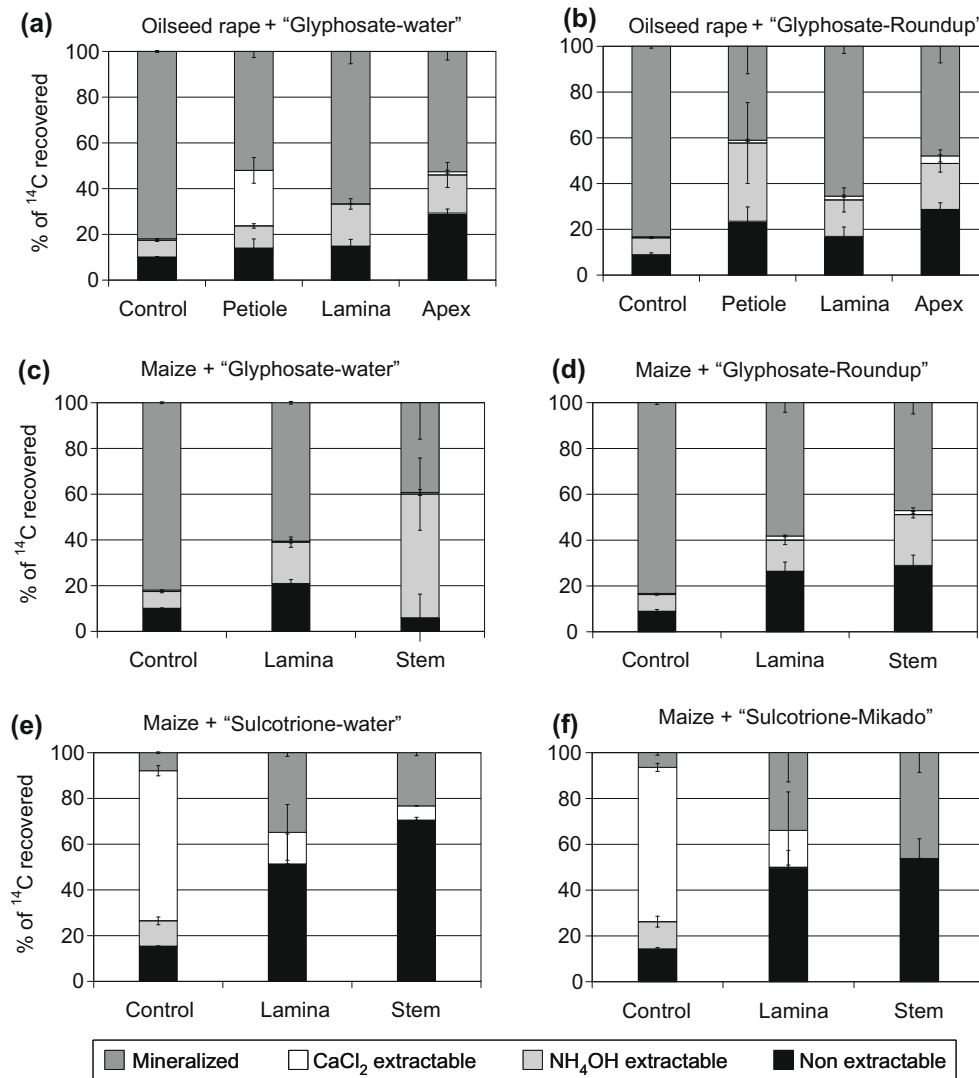 (a) Oilseed rape + “Glyphosate-water”
% of ¹⁴C recovered
100
80
60
40
20
0
Control Petiole Lamina Apex
(b) Oilseed rape + “Glyphosate-Roundup”
100
80
60
40
20
0
Control Petiole Lamina Apex
(c) Maize + “Glyphosate-water”
% of ¹⁴C recovered
100
80
60
40
20
0
Control Lamina Stem
(d) Maize + “Glyphosate-Roundup”
100
80
60
40
20
0
Control Lamina Stem
(e) Maize + “Sulcotrione-water”
% of ¹⁴C recovered
100
80
60
40
20
0
Control Lamina Stem
(f) Maize + “Sulcotrione-Mikado”
100
80
60
40
20
0
Control Lamina Stem
Mineralized CaCl₂ extractable NH₄OH extractable Non extractable